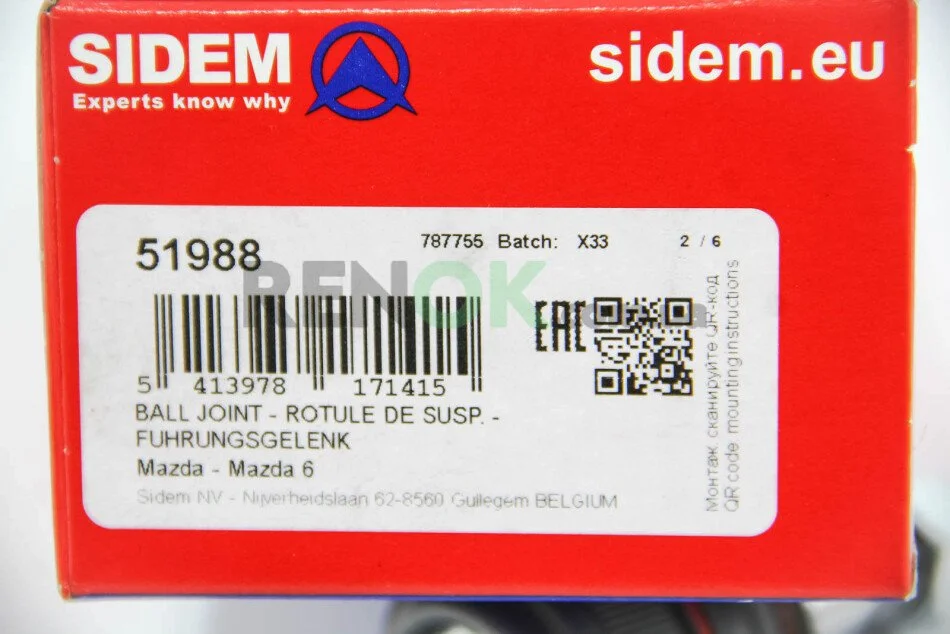 SIDEM
Experts know why
sidem.eu
51988
787755 Batch: X33 2 / 6
RENOK
EAC
5 413978 171415
BALL JOINT - ROTULE DE SUSP. -
FUHRUNGSGELENK
Mazda - Mazda 6
Sidem NV - Nijverheidslaan 62-8560 Gullegem BELGIUM
Монтаж: сканируйте QR-код
QR code mountinginstructions